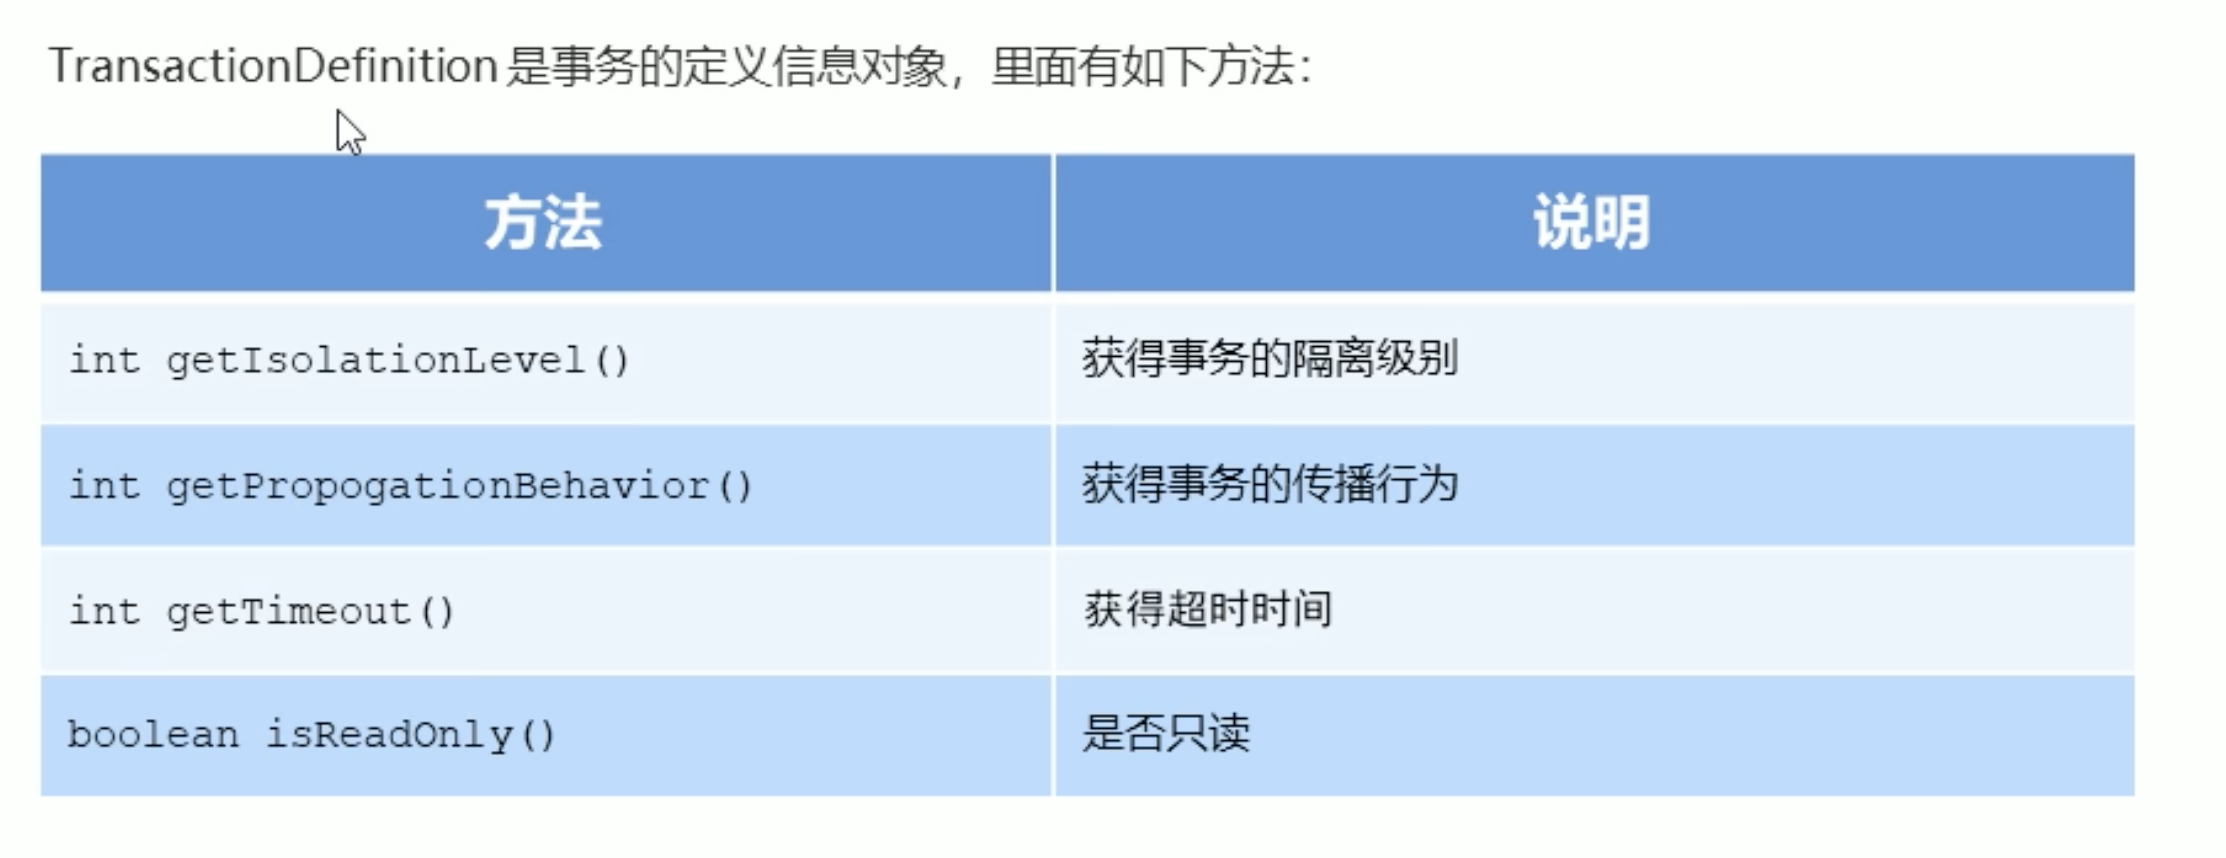 TransactionDefinition 是事务的定义信息对象，里面有如下方法：
方法 说明
int getIsolationLevel() 获得事务的隔离级别
int getPropogationBehavior() 获得事务的传播行为
int getTimeout() 获得超时时间
boolean isReadOnly() 是否只读